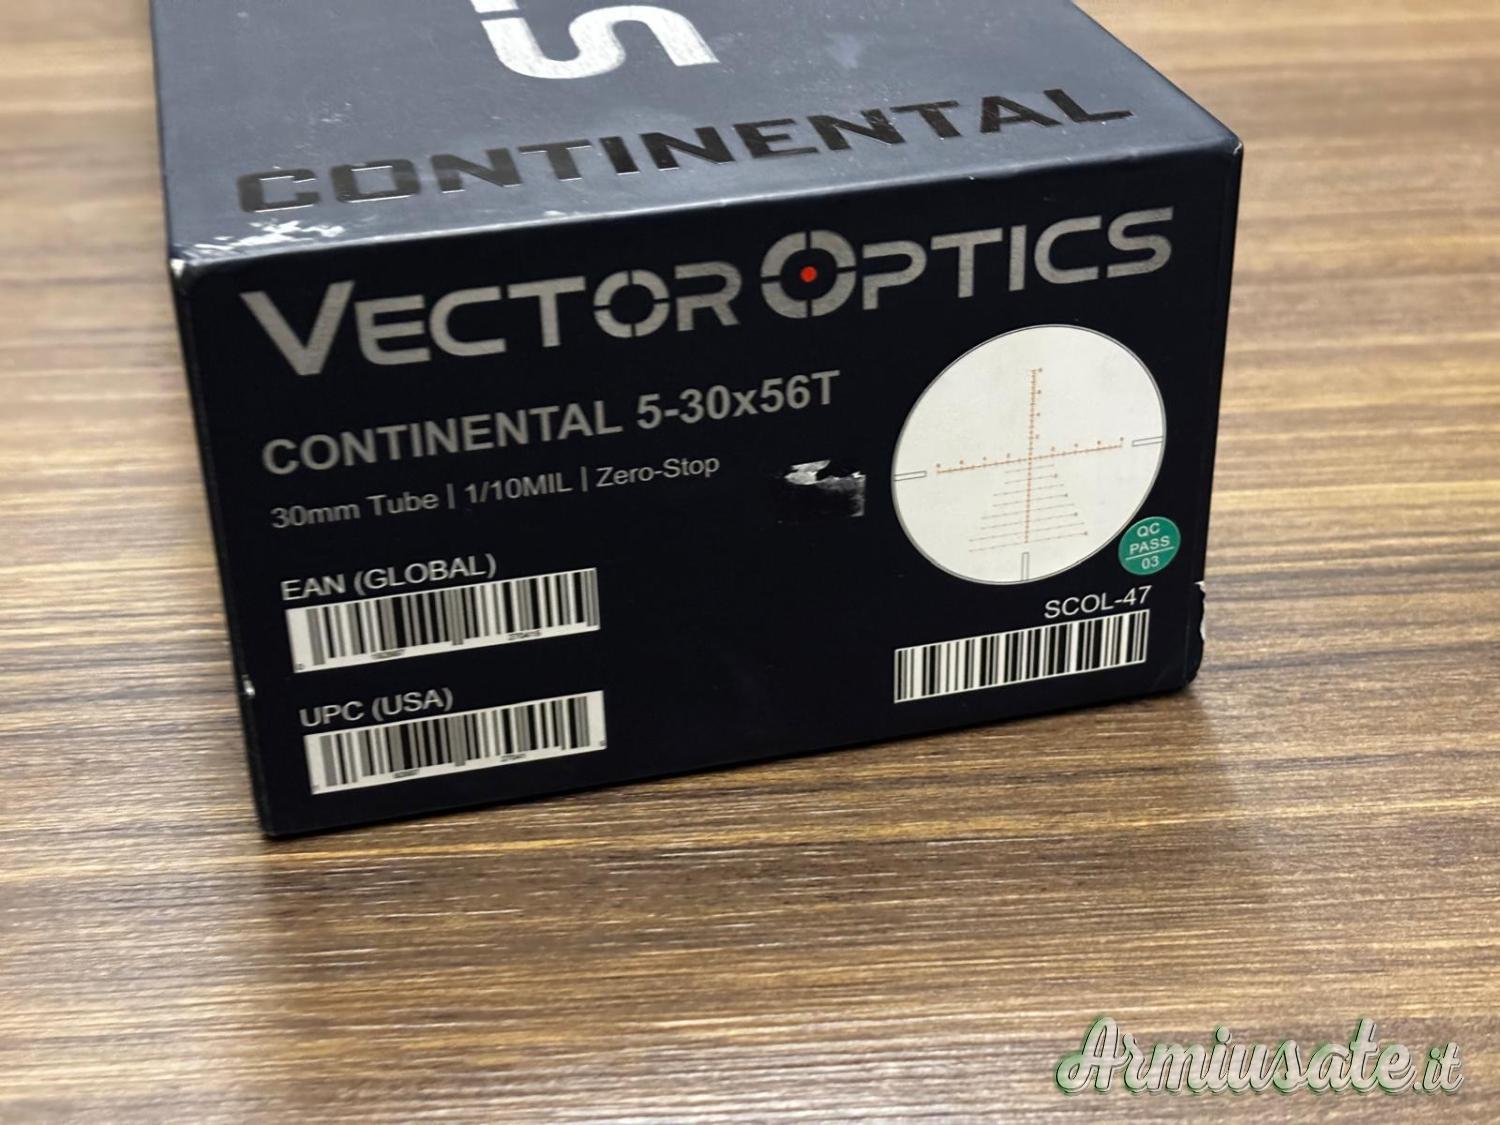 CONTINENTAL
VECTOR OPTICS
CONTINENTAL 5-30x56T
30mm Tube | 1/10MIL | Zero-Stop
EAN (GLOBAL)
UPC (USA)
QC
PASS
03
SCOL-47
Armiusate.it